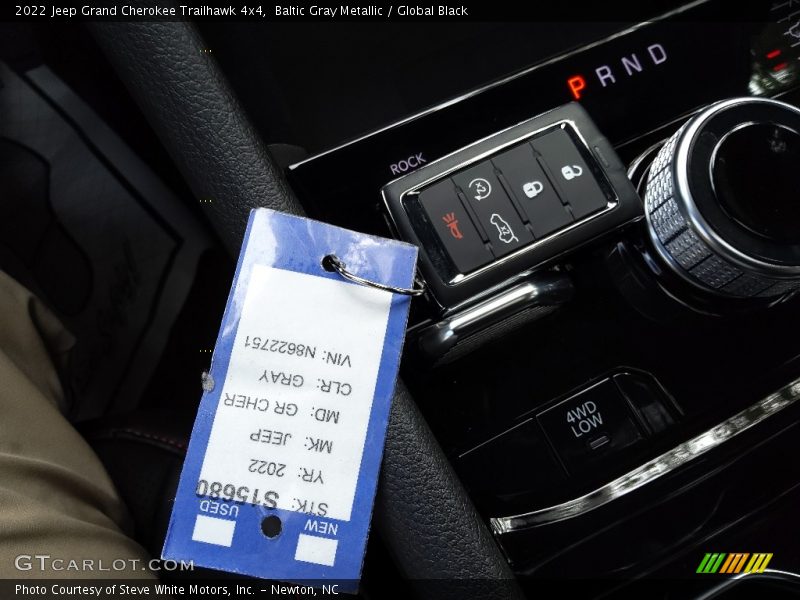 2022 Jeep Grand Cherokee Trailhawk 4x4,  Baltic Gray Metallic / Global Black
P R N D
ROCK
4WD
LOW
NEW
USED
STK: S15680
YR: 2022
MK: JEEP
MD: GR CHER
CLR: GRAY
VIN: N8622751
GTCARLOT.COM
Photo Courtesy of Steve White Motors, Inc. – Newton, NC